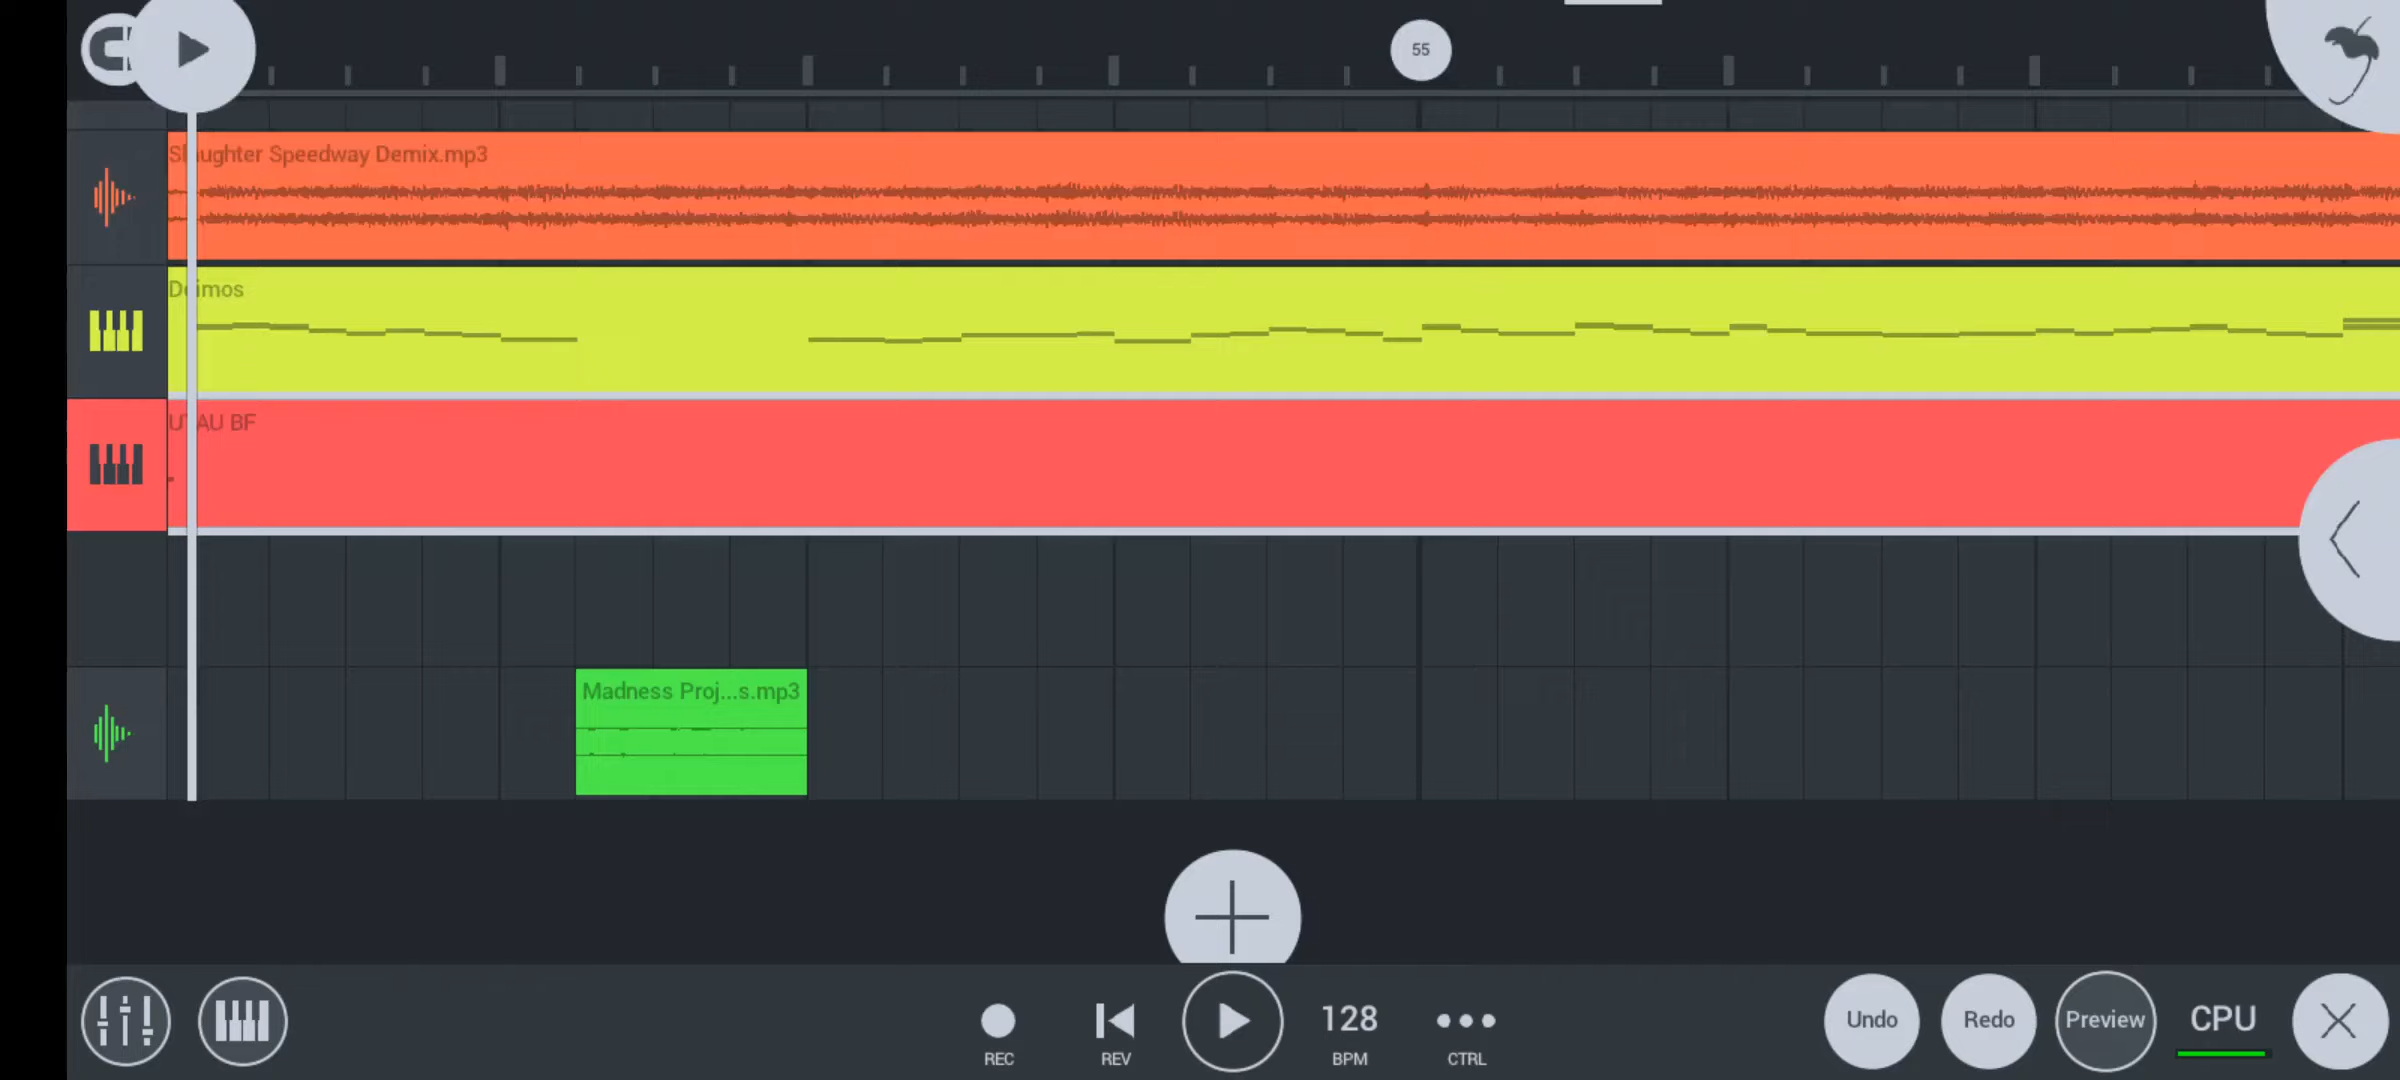 55
Slaughter Speedway Demix.mp3
Deimos
UTAU BF
Madness Proj...s.mp3
128
Undo
Redo
Preview
CPU
REC
REV
BPM
CTRL